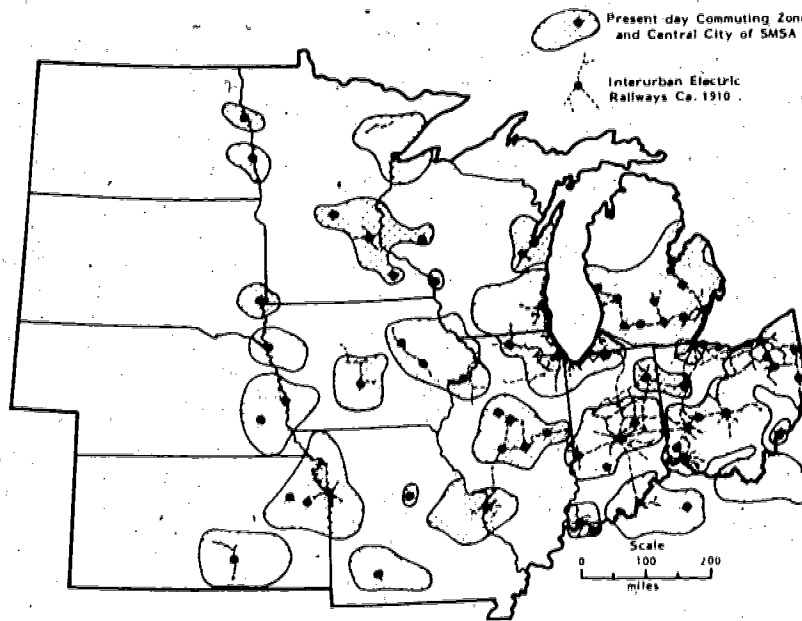 Present-day Commuting Zone
and Central City of SMSA
Interurban Electric
Railways Ca. 1910
Scale
0 100 200
miles